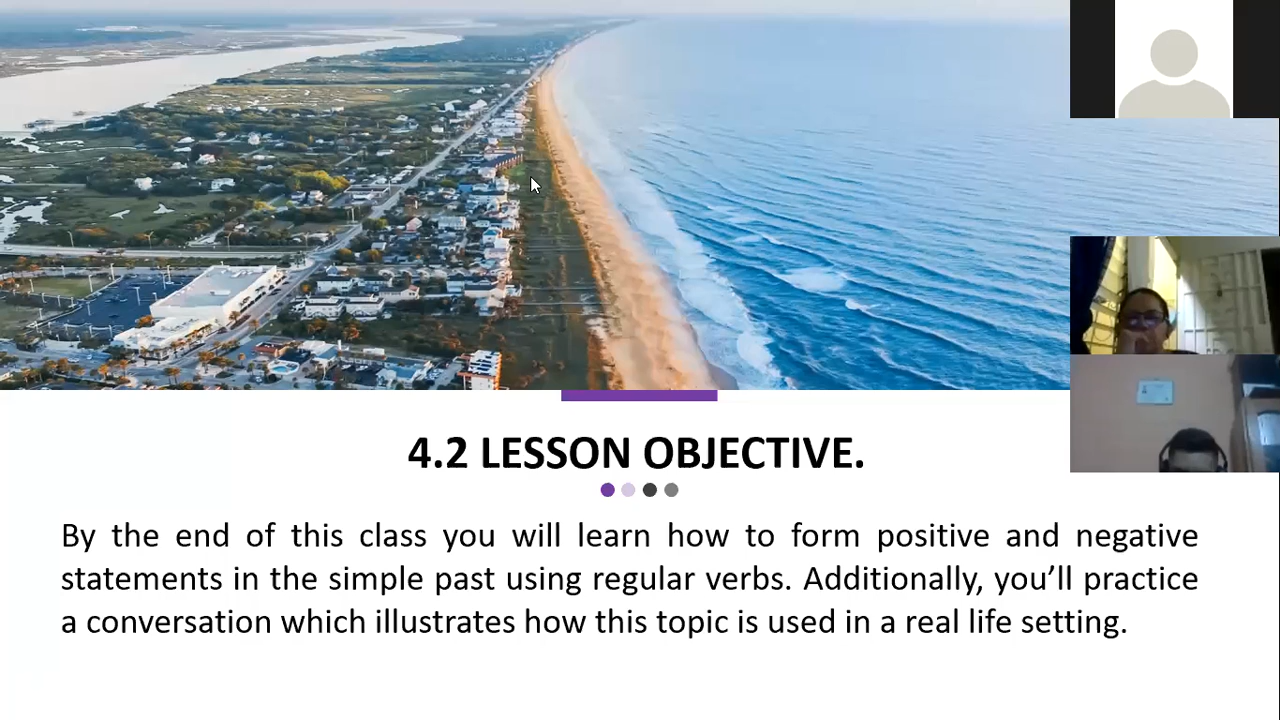 4.2 LESSON OBJECTIVE.
By the end of this class you will learn how to form positive and negative
statements in the simple past using regular verbs. Additionally, you’ll practice
a conversation which illustrates how this topic is used in a real life setting.